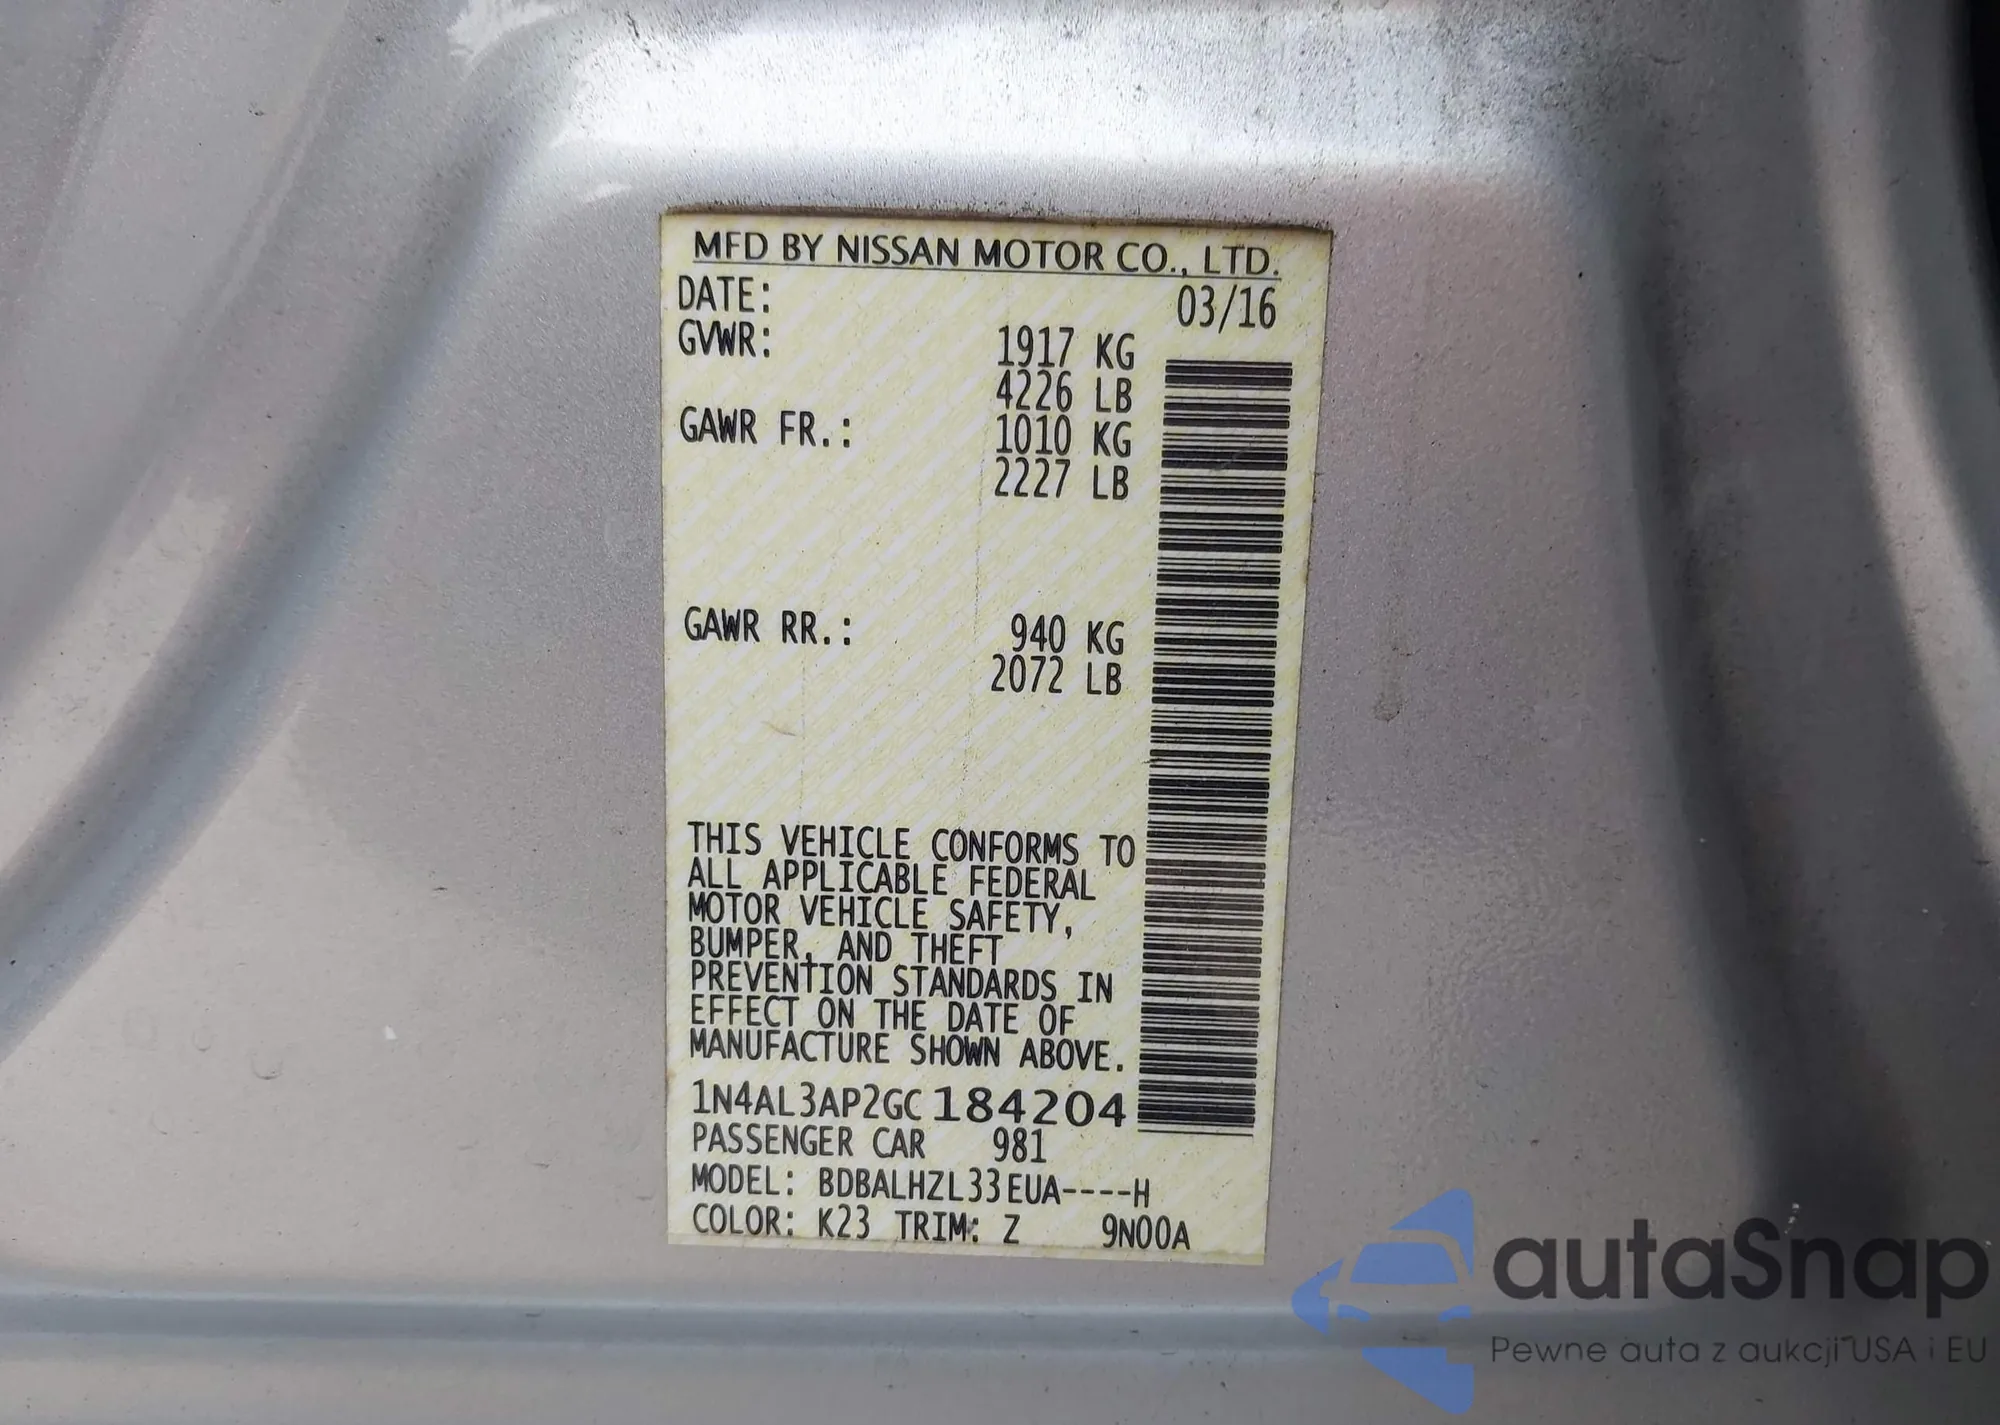 MFD BY NISSAN MOTOR CO., LTD.
DATE: 03/16
GVWR: 1917 KG
4226 LB
GAWR FR.: 1010 KG
2227 LB
GAWR RR.: 940 KG
2072 LB
THIS VEHICLE CONFORMS TO
ALL APPLICABLE FEDERAL
MOTOR VEHICLE SAFETY,
BUMPER, AND THEFT
PREVENTION STANDARDS IN
EFFECT ON THE DATE OF
MANUFACTURE SHOWN ABOVE.
1N4AL3AP2GC184204
PASSENGER CAR 981
MODEL: BDBALHZL33EUA----H
COLOR: K23 TRIM: Z 9N00A
autaSnap
Pewne auta z aukcji USA i EU